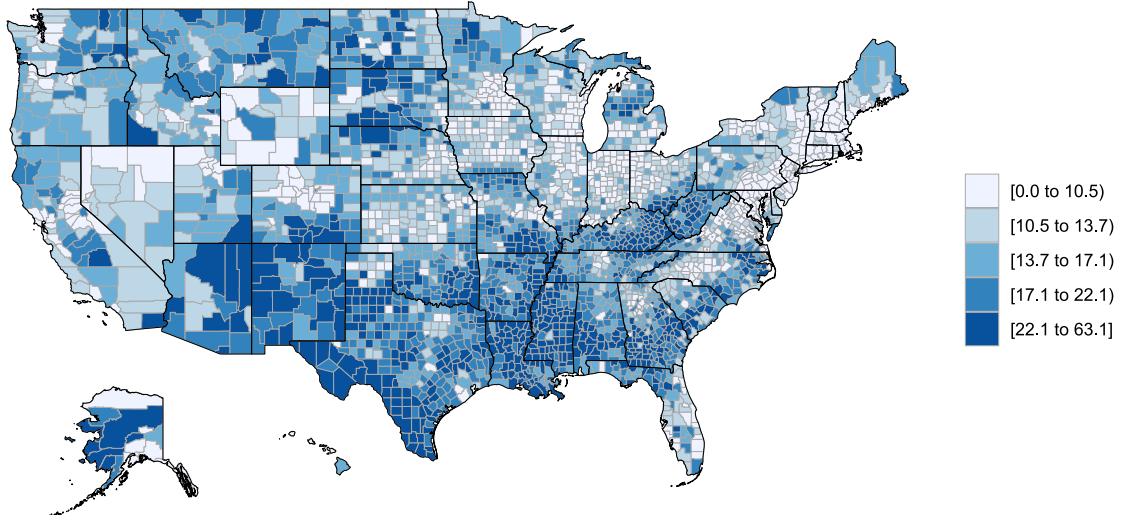 [0.0 to 10.5)
[10.5 to 13.7)
[13.7 to 17.1)
[17.1 to 22.1)
[22.1 to 63.1]